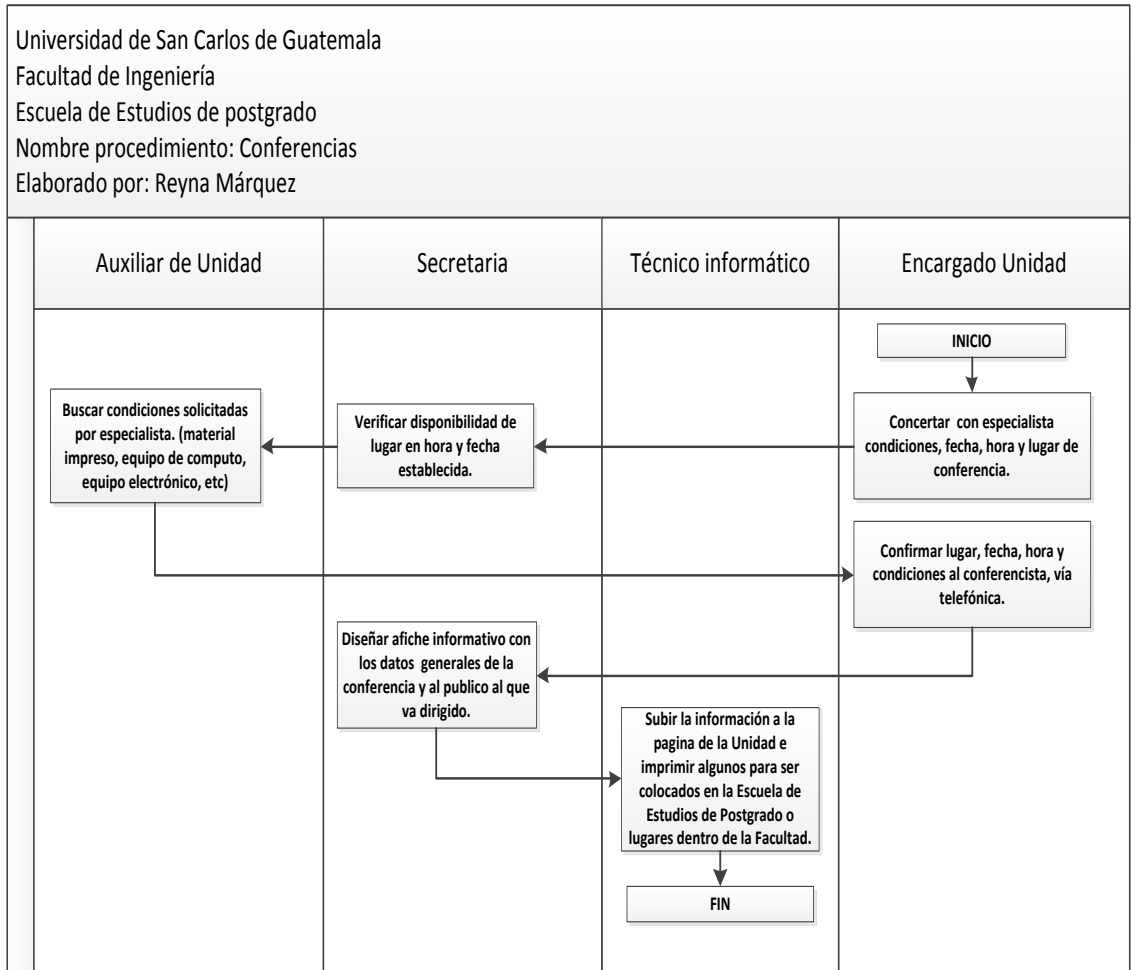 Universidad de San Carlos de Guatemala
Facultad de Ingeniería
Escuela de Estudios de postgrado
Nombre procedimiento: Conferencias
Elaborado por: Reyna Márquez
Auxiliar de Unidad
Secretaria
Técnico informático
Encargado Unidad
INICIO
Concertar con especialista
condiciones, fecha, hora y lugar de
conferencia.
Verificar disponibilidad de
lugar en hora y fecha
establecida.
Buscar condiciones solicitadas
por especialista. (material
impreso, equipo de computo,
equipo electrónico, etc)
Confirmar lugar, fecha, hora y
condiciones al conferencista, vía
telefónica.
Diseñar afiche informativo con
los datos generales de la
conferencia y al publico al que
va dirigido.
Subir la información a la
pagina de la Unidad e
imprimir algunos para ser
colocados en la Escuela de
Estudios de Postgrado o
lugares dentro de la Facultad.
FIN